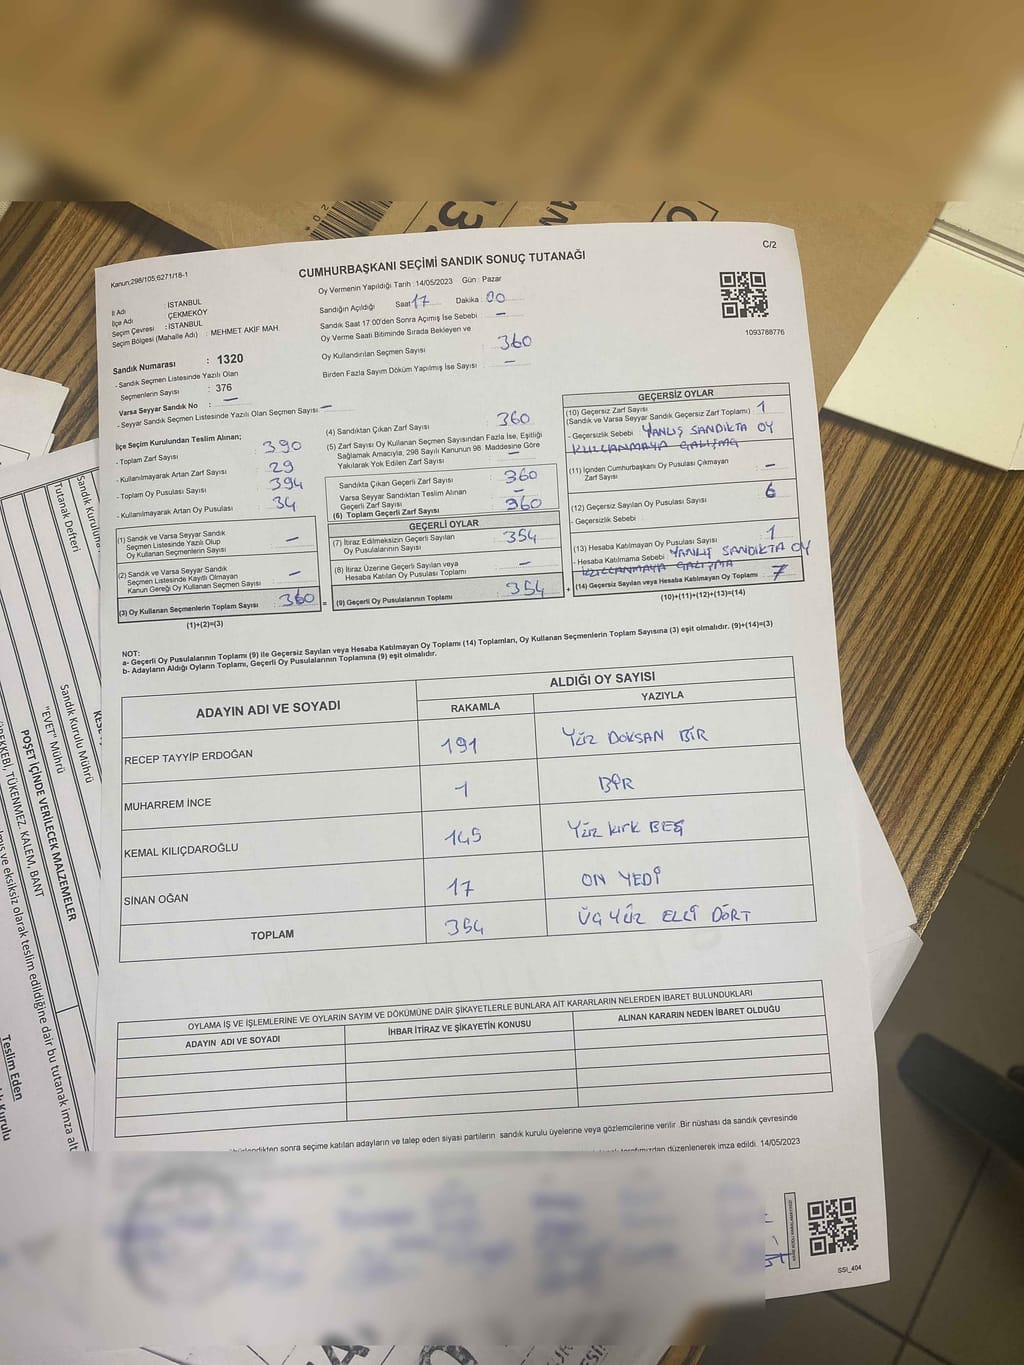 C/2
Kanun;298/105;6271/18-1
CUMHURBAŞKANI SEÇİMİ SANDIK SONUÇ TUTANAĞI
1093788776
İl Adı : İSTANBUL
İlçe Adı : ÇEKMEKÖY
Seçim Çevresi : İSTANBUL
Seçim Bölgesi (Mahalle Adı) : MEHMET AKİF MAH.
Sandık Numarası : 1320
- Sandık Seçmen Listesinde Yazılı Olan
Seçmenlerin Sayısı : 376
Varsa Seyyar Sandık No : –
- Seyyar Sandık Seçmen Listesinde Yazılı Olan Seçmen Sayısı : –
Oy Vermenin Yapıldığı Tarih : 14/05/2023 Gün : Pazar
Sandığın Açıldığı Saat 17 Dakika : 00
Sandık Saat 17:00'den Sonra Açımış İse Sebebi –
Oy Verme Saati Bitiminde Sırada Bekleyen ve
Oy Kullandırılan Seçmen Sayısı 360
Birden Fazla Sayım Döküm Yapılmış İse Sayısı –
İlçe Seçim Kurulundan Teslim Alınan;
- Toplam Zarf Sayısı : 390
- Kullanılmayarak Artan Zarf Sayısı : 29
- Toplam Oy Pusulası Sayısı : 394
- Kullanılmayarak Artan Oy Pusulası : 34
(1) Sandık ve Varsa Seyyar Sandık
Seçmen Listesinde Yazılı Olup
Oy Kullanan Seçmenlerin Sayısı –
(2) Sandık ve Varsa Seyyar Sandık
Seçmen Listesinde Kayıtlı Olmayan
Kanun Gereği Oy Kullanan Seçmen Sayısı –
(3) Oy Kullanan Seçmenlerin Toplam Sayısı : 360
(1)+(2)=(3)
(4) Sandıktan Çıkan Zarf Sayısı : 360
(5) Zarf Sayısı Oy Kullanan Seçmen Sayısından Fazla İse, Eşitliği
Sağlamak Amacıyla, 298 Sayılı Kanunun 98. Maddesine Göre
Yakılarak Yok Edilen Zarf Sayısı : –
Sandıkta Çıkan Geçerli Zarf Sayısı : 360
Varsa Seyyar Sandıktan Teslim Alınan
Geçerli Zarf Sayısı –
(6) Toplam Geçerli Zarf Sayısı : 360
=
GEÇERLİ OYLAR
(7) İtiraz Edilmeksizin Geçerli Sayılan
Oy Pusulalarının Sayısı : 354
(8) İtiraz Üzerine Geçerli Sayılan veya
Hesaba Katılan Oy Pusulası Toplamı –
(9) Geçerli Oy Pusulalarının Toplamı : 354
+
GEÇERSİZ OYLAR
(10) Geçersiz Zarf Sayısı
(Sandık ve Varsa Seyyar Sandık Geçersiz Zarf Toplamı) : 1
- Geçersizlik Sebebi : YANLIŞ SANDIKTA OY
KULLANMAYA ÇALIŞMA
(11) İçinden Cumhurbaşkanı Oy Pusulası Çıkmayan
Zarf Sayısı : –
(12) Geçersiz Sayılan Oy Pusulası Sayısı : 6
- Geçersizlik Sebebi :
(13) Hesaba Katılmayan Oy Pusulası Sayısı : 1
- Hesaba Katılmama Sebebi : YANLIŞ SANDIKTA OY
KULLANMAYA ÇALIŞMA
(14) Geçersiz Sayılan veya Hesaba Katılmayan Oy Toplamı : 7
(10)+(11)+(12)+(13)=(14)
NOT:
a- Geçerli Oy Pusulalarının Toplamı (9) ile Geçersiz Sayılan veya Hesaba Katılmayan Oy Toplamı (14) Toplamları, Oy Kullanan Seçmenlerin Toplam Sayısına (3) eşit olmalıdır. (9)+(14)=(3)
b- Adayların Aldığı Oyların Toplamı, Geçerli Oy Pusulalarının Toplamına (9) eşit olmalıdır.
ADAYIN ADI VE SOYADI
ALDIĞI OY SAYISI
RAKAMLA YAZIYLA
RECEP TAYYİP ERDOĞAN 191 YÜZ DOKSAN BİR
MUHARREM İNCE 1 BİR
KEMAL KILIÇDAROĞLU 145 YÜZ KIRK BEŞ
SİNAN OĞAN 17 ON YEDİ
TOPLAM 354 ÜÇ YÜZ ELLİ DÖRT
OYLAMA İŞ VE İŞLEMLERİNE VE OYLARIN SAYIM VE DÖKÜMÜNE DAİR ŞİKAYETLERLE BUNLARA AİT KARARLARIN NELERDEN İBARET BULUNDUKLARI
ADAYIN ADI VE SOYADI İHBAR İTİRAZ VE ŞİKAYETİN KONUSU ALINAN KARARIN NEDEN İBARET OLDUĞU
sonra seçime katılan adayların ve talep eden siyasi partilerin sandık kurulu üyelerine veya gözlemcilerine verilir. Bir nüshası da sandık çevresinde
düzenlenerek imza edildi. 14/05/2023
SSİ_404
Sandık Kuruluna
Tutanak Defteri
Sandık Kurulu Mührü
"EVET" Mührü
POŞET İÇİNDE VERİLECEK MALZEMELER
TÜKENMEZ KALEM, BANT
ve eksiksiz olarak teslim edildiğine dair bu tutanak imza alt
Teslim Eden
Kurulu